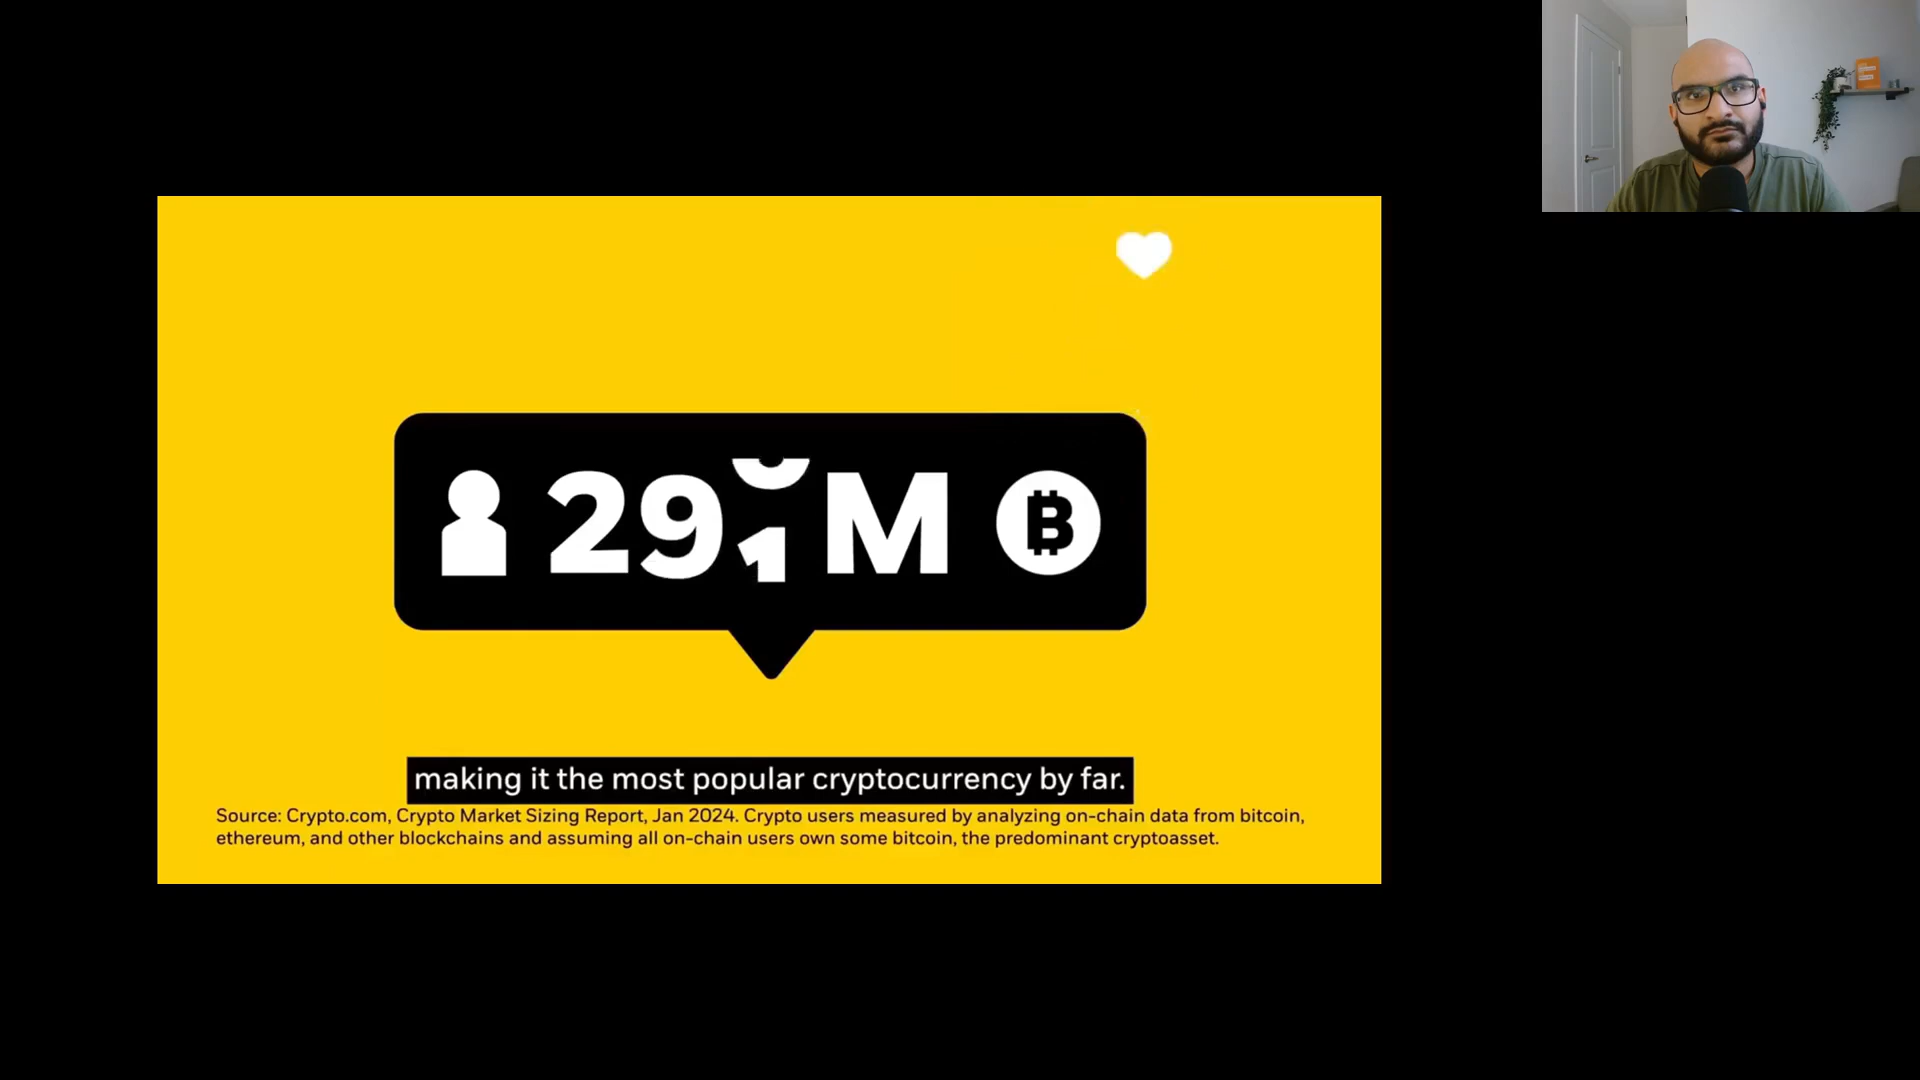 29 M B
making it the most popular cryptocurrency by far.
Source: Crypto.com, Crypto Market Sizing Report, Jan 2024. Crypto users measured by analyzing on-chain data from bitcoin,
ethereum, and other blockchains and assuming all on-chain users own some bitcoin, the predominant cryptoasset.